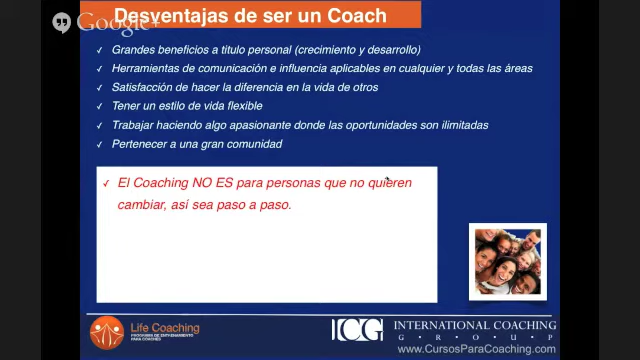 Desventajas de ser un Coach
Google+
✓ Grandes beneficios a titulo personal (crecimiento y desarrollo)
✓ Herramientas de comunicación e influencia aplicables en cualquier y todas las áreas
✓ Satisfacción de hacer la diferencia en la vida de otros
✓ Tener un estilo de vida flexible
✓ Trabajar haciendo algo apasionante donde las oportunidades son ilimitadas
✓ Pertenecer a una gran comunidad
✓ El Coaching NO ES para personas que no quieren
cambiar, así sea paso a paso.
Life Coaching
PROGRAMA DE ENTRENAMIENTO
PARA COACHES
ICG
INTERNATIONAL COACHING
GROUP
www.CursosParaCoaching.com